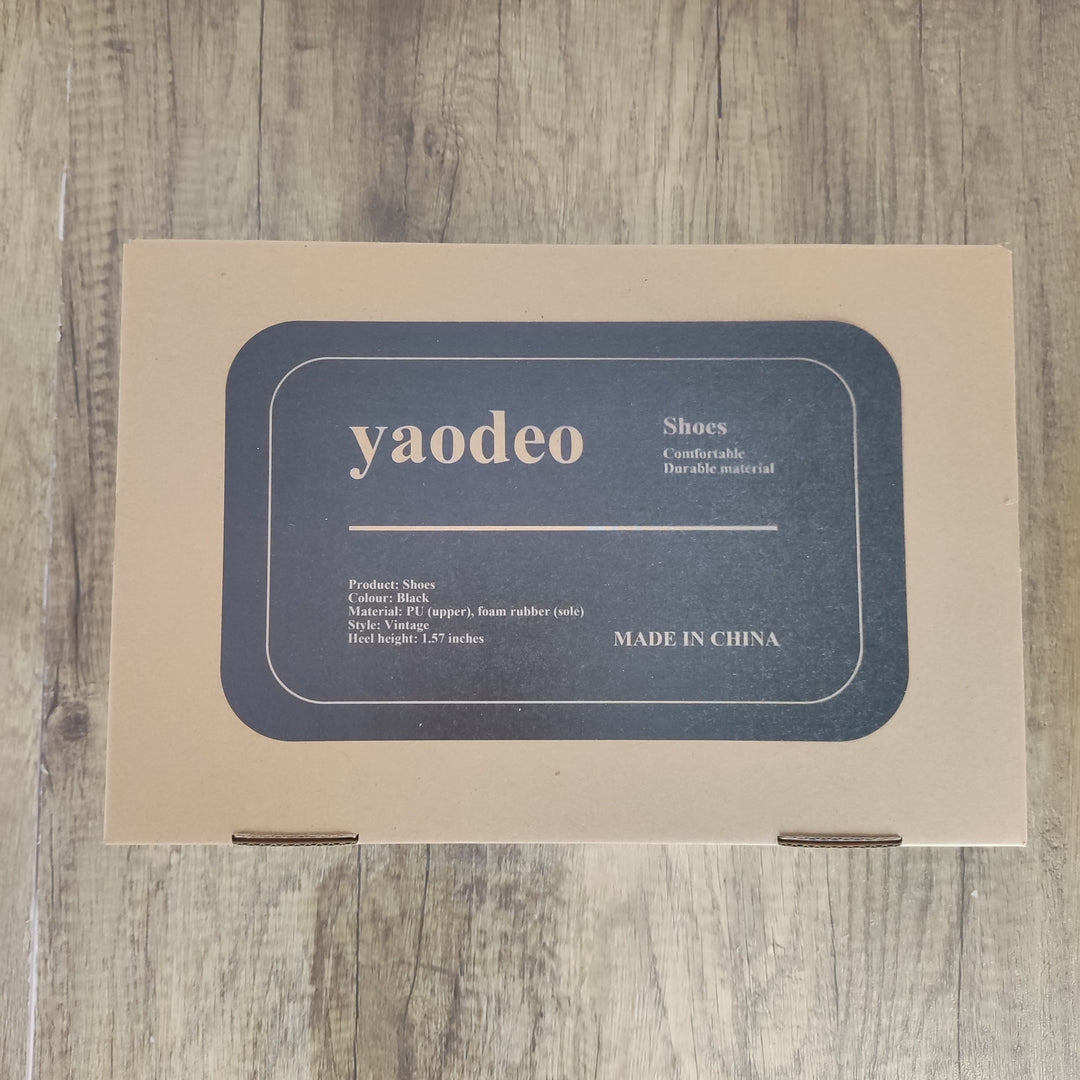 yaodeo
Shoes
Comfortable
Durable material
Product: Shoes
Colour: Black
Material: PU (upper), foam rubber (sole)
Style: Vintage
Heel height: 1.57 inches
MADE IN CHINA